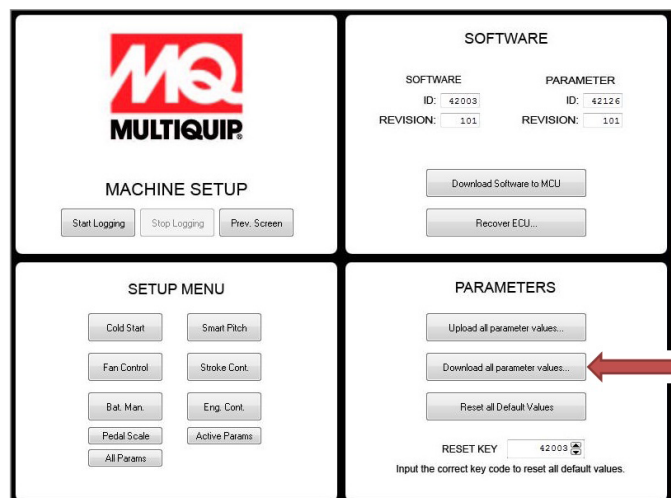 MQ
MULTIQUIP
MACHINE SETUP
Start Logging Stop Logging Prev. Screen
SOFTWARE
SOFTWARE PARAMETER
ID: 42003 ID: 42126
REVISION: 101 REVISION: 101
Download Software to MCU
Recover ECU...
SETUP MENU
Cold Start Smart Pitch
Fan Control Stroke Cont.
Bat. Man. Eng. Cont.
Pedal Scale Active Params
All Params
PARAMETERS
Upload all parameter values...
Download all parameter values...
Reset all Default Values
RESET KEY 42003
Input the correct key code to reset all default values.